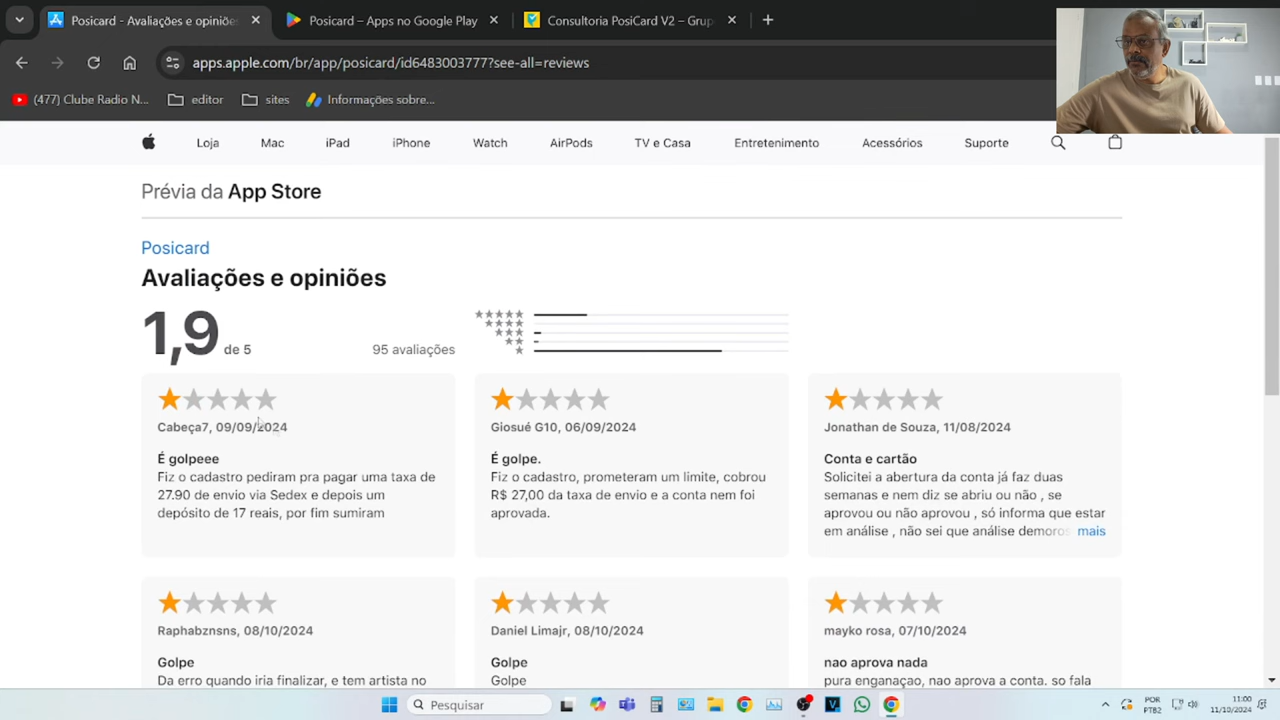 Posicard - Avaliações e opiniõe
Posicard – Apps no Google Play
Consultoria PosiCard V2 – Grup
apps.apple.com/br/app/posicard/id6483003777?see-all=reviews
(477) Clube Radio N...
editor
sites
Informações sobre...
Loja
Mac
iPad
iPhone
Watch
AirPods
TV e Casa
Entretenimento
Acessórios
Suporte
Prévia da App Store
Posicard
Avaliações e opiniões
1,9 de 5
95 avaliações
Cabeça7, 09/09/2024
É golpeee
Fiz o cadastro pediram pra pagar uma taxa de
27.90 de envio via Sedex e depois um
depósito de 17 reais, por fim sumiram
Giosué G10, 06/09/2024
É golpe.
Fiz o cadastro, prometeram um limite, cobrou
R$ 27,00 da taxa de envio e a conta nem foi
aprovada.
Jonathan de Souza, 11/08/2024
Conta e cartão
Solicitei a abertura da conta já faz duas
semanas e nem diz se abriu ou não , se
aprovou ou não aprovou , só informa que estar
em análise , não sei que análise demoros mais
Raphabznsns, 08/10/2024
Golpe
Da erro quando iria finalizar, e tem artista no
Daniel Limajr, 08/10/2024
Golpe
Golpe
mayko rosa, 07/10/2024
nao aprova nada
pura enganaçao, nao aprova a conta. so fala
Pesquisar
POR
PTB2
11:00
11/10/2024